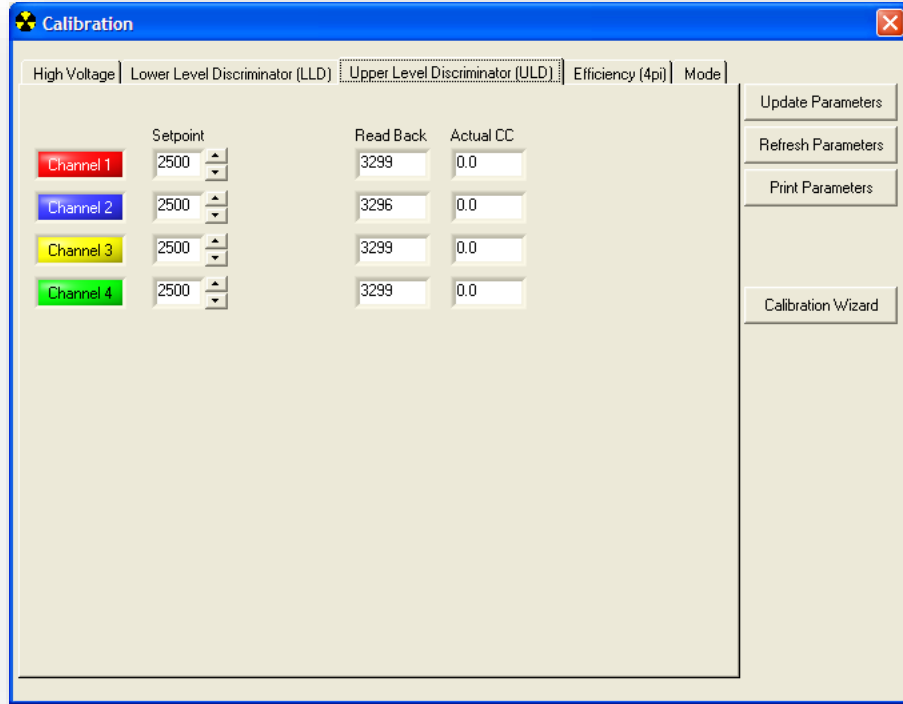 Calibration
High Voltage Lower Level Discriminator (LLD) Upper Level Discriminator (ULD) Efficiency (4pi) Mode
Update Parameters
Refresh Parameters
Print Parameters
Calibration Wizard
Setpoint Read Back Actual CC
Channel 1 2500 3299 0.0
Channel 2 2500 3296 0.0
Channel 3 2500 3299 0.0
Channel 4 2500 3299 0.0